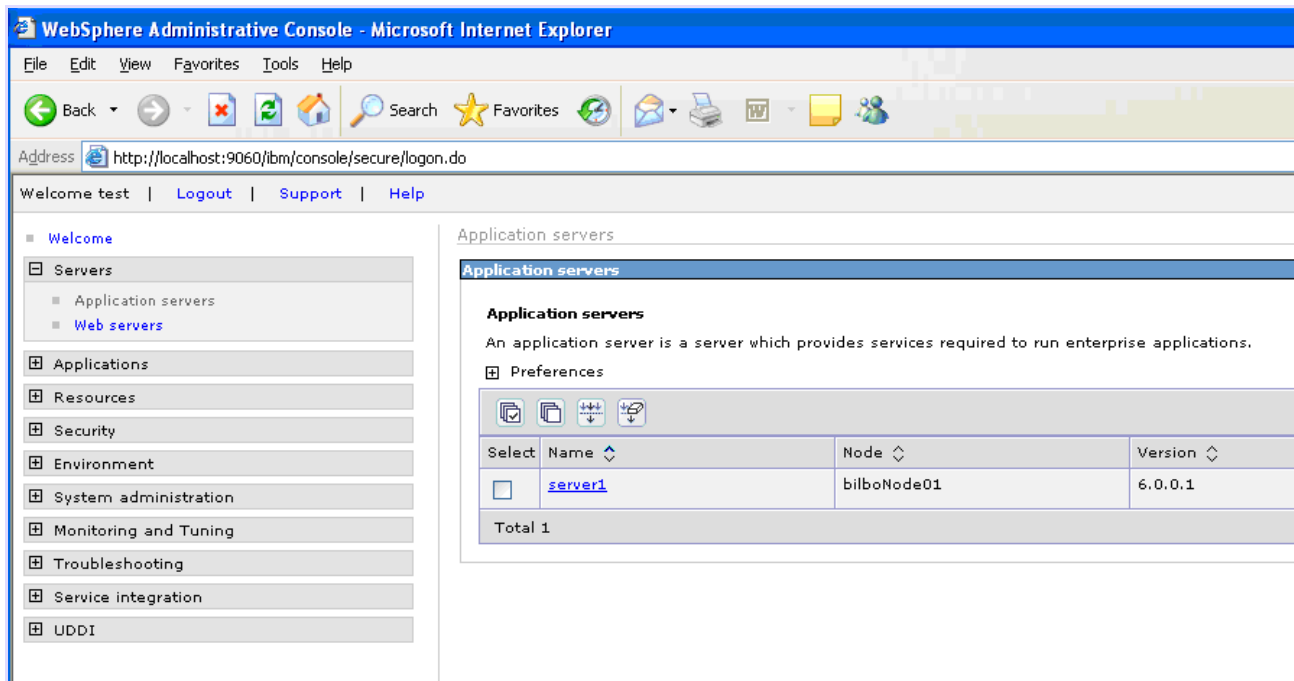 WebSphere Administrative Console - Microsoft Internet Explorer
File Edit View Favorites Tools Help
Back Search Favorites
Address http://localhost:9060/ibm/console/secure/logon.do
Welcome test | Logout | Support | Help
Welcome
Servers
Application servers
Web servers
Applications
Resources
Security
Environment
System administration
Monitoring and Tuning
Troubleshooting
Service integration
UDDI
Application servers
Application servers
Application servers
An application server is a server which provides services required to run enterprise applications.
Preferences
Select Name Node Version
server1 bilboNode01 6.0.0.1
Total 1